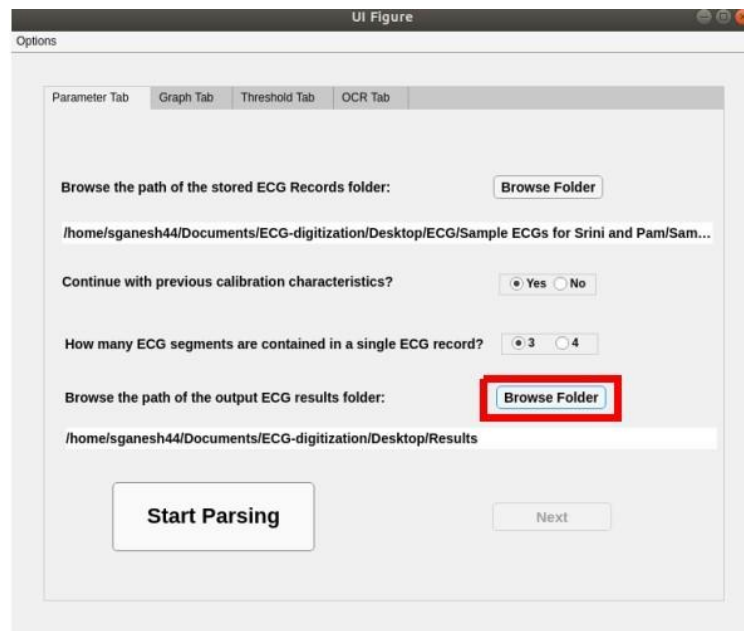 UI Figure
Options
Parameter Tab Graph Tab Threshold Tab OCR Tab
Browse the path of the stored ECG Records folder: Browse Folder
/home/sganesh44/Documents/ECG-digitization/Desktop/ECG/Sample ECGs for Srini and Pam/Sam...
Continue with previous calibration characteristics? Yes No
How many ECG segments are contained in a single ECG record? 3 4
Browse the path of the output ECG results folder: Browse Folder
/home/sganesh44/Documents/ECG-digitization/Desktop/Results
Start Parsing Next